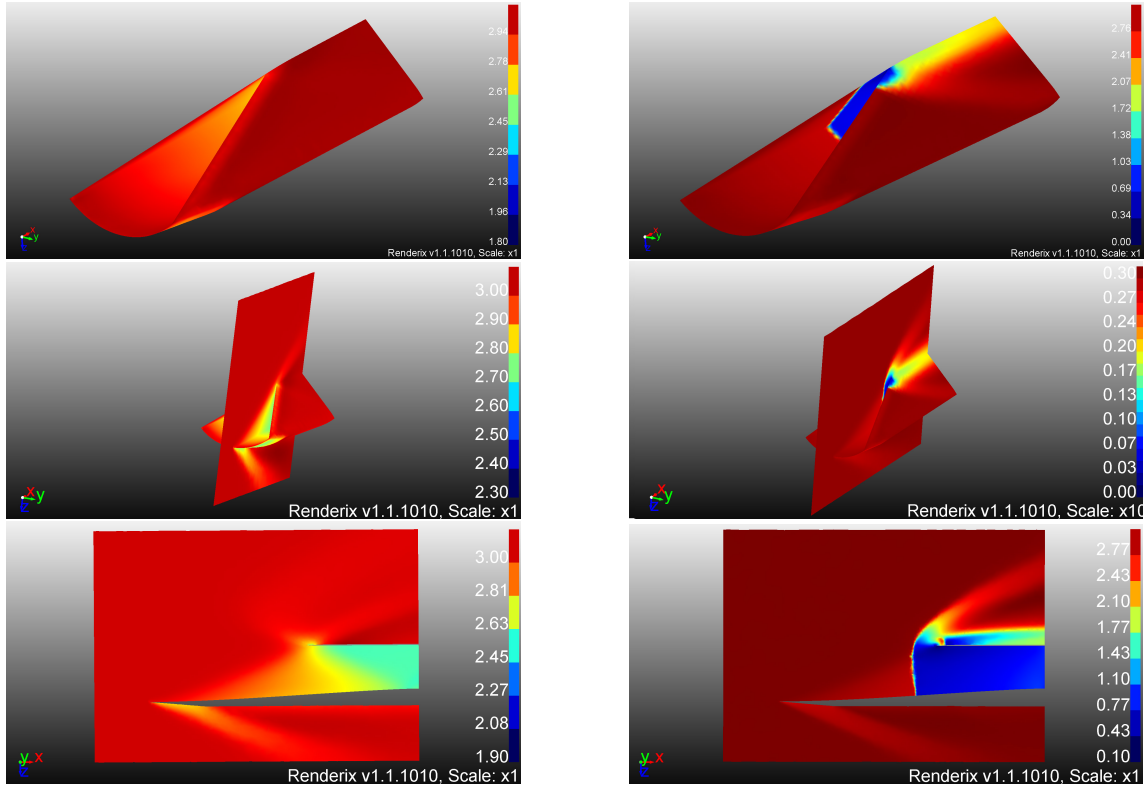 2.94
2.78
2.61
2.45
2.29
2.13
1.96
1.80
x
y
z
Renderix v1.1.1010, Scale: x1
2.76
2.41
2.07
1.72
1.38
1.03
0.69
0.34
0.00
x
y
z
Renderix v1.1.1010, Scale: x1
3.00
2.90
2.80
2.70
2.60
2.50
2.40
2.30
x
y
z
Renderix v1.1.1010, Scale: x1
0.30
0.27
0.24
0.20
0.17
0.13
0.10
0.07
0.03
0.00
x
y
z
Renderix v1.1.1010, Scale: x10
3.00
2.81
2.63
2.45
2.27
2.08
1.90
y
x
z
Renderix v1.1.1010, Scale: x1
2.77
2.43
2.10
1.77
1.43
1.10
0.77
0.43
0.10
y
x
z
Renderix v1.1.1010, Scale: x1